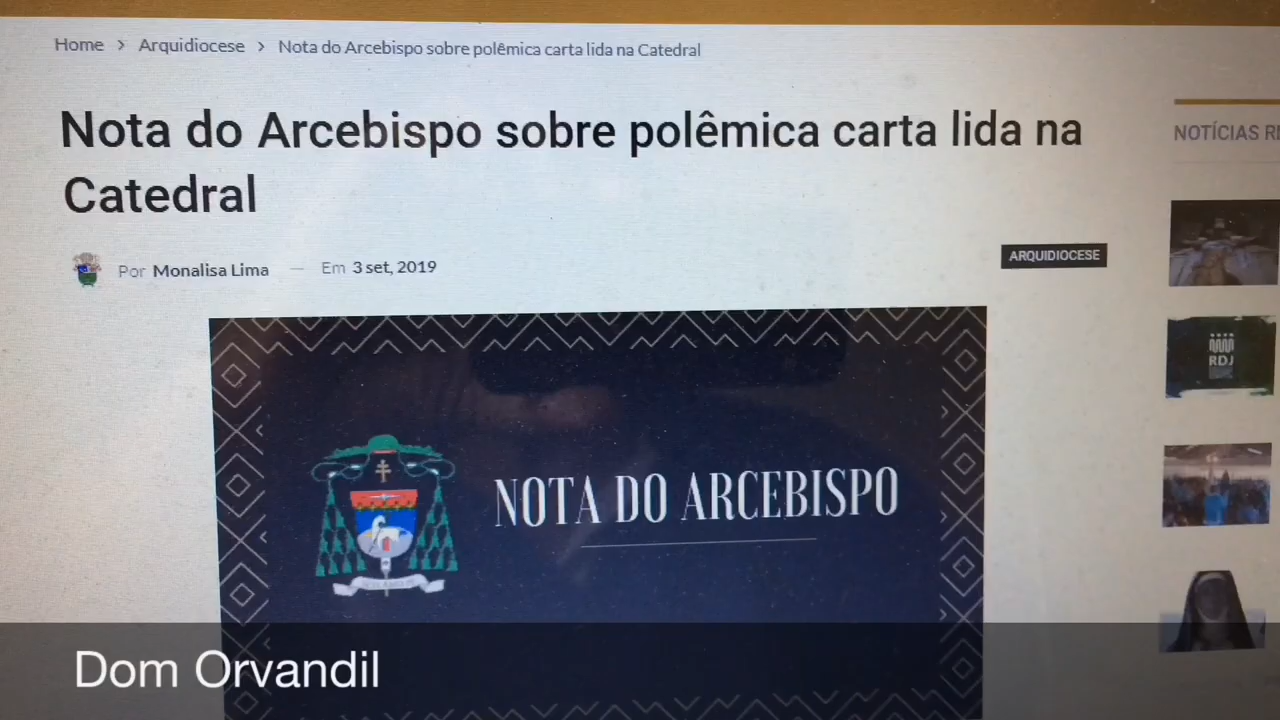 Home > Arquidiocese > Nota do Arcebispo sobre polêmica carta lida na Catedral
Nota do Arcebispo sobre polêmica carta lida na
Catedral
Por Monalisa Lima — Em 3 set, 2019
ARQUIDIOCESE
NOTÍCIAS
RDJ
NOTA DO ARCEBISPO
Dom Orvandil